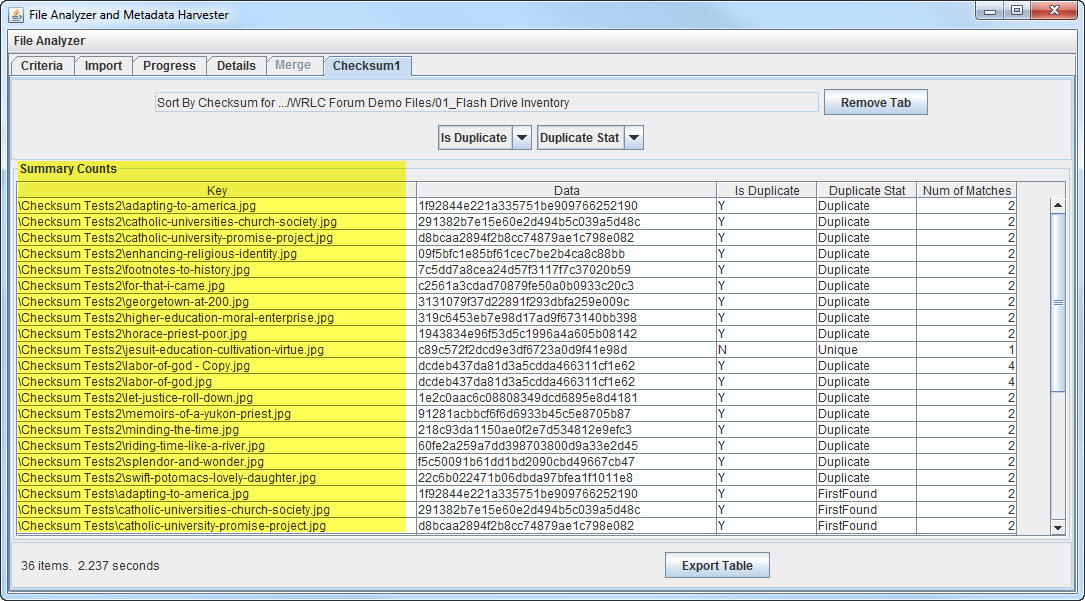 File Analyzer and Metadata Harvester
File Analyzer
Criteria Import Progress Details Merge Checksum1
Sort By Checksum for .../WRLC Forum Demo Files/01_Flash Drive Inventory Remove Tab
Is Duplicate Duplicate Stat
Summary Counts
Key Data Is Duplicate Duplicate Stat Num of Matches
\Checksum Tests2\adapting-to-america.jpg 1f92844e221a335751be909766252190 Y Duplicate 2
\Checksum Tests2\catholic-universities-church-society.jpg 291382b7e15e60e2d494b5c039a5d48c Y Duplicate 2
\Checksum Tests2\catholic-university-promise-project.jpg d8bcaa2894f2b8cc74879ae1c798e082 Y Duplicate 2
\Checksum Tests2\enhancing-religious-identity.jpg 09f5bfc1e85bf61cec7be2b4ca8c88bb Y Duplicate 2
\Checksum Tests2\footnotes-to-history.jpg 7c5dd7a8cea24d57f3117f7c37020b59 Y Duplicate 2
\Checksum Tests2\for-that-i-came.jpg c2561a3cdad70879fe50a0b0933c20c3 Y Duplicate 2
\Checksum Tests2\georgetown-at-200.jpg 3131079f37d22891f293dbfa259e009c Y Duplicate 2
\Checksum Tests2\higher-education-moral-enterprise.jpg 319c6453eb7e98d17ad9f673140bb398 Y Duplicate 2
\Checksum Tests2\horace-priest-poor.jpg 1943834e96f53d5c1996a4a605b08142 Y Duplicate 2
\Checksum Tests2\jesuit-education-cultivation-virtue.jpg c89c572f2dcd9e3df6723a0d9f41e98d N Unique 1
\Checksum Tests2\labor-of-god - Copy.jpg dcdeb437da81d3a5cdda466311cf1e62 Y Duplicate 4
\Checksum Tests2\labor-of-god.jpg dcdeb437da81d3a5cdda466311cf1e62 Y Duplicate 4
\Checksum Tests2\let-justice-roll-down.jpg 1e2c0aac6c08808349dcd6895e8d4181 Y Duplicate 2
\Checksum Tests2\memoirs-of-a-yukon-priest.jpg 91281acbbcf6f6d6933b45c5e8705b87 Y Duplicate 2
\Checksum Tests2\minding-the-time.jpg 218c93da1150ae0f2e7d534812e9efc3 Y Duplicate 2
\Checksum Tests2\riding-time-like-a-river.jpg 60fe2a259a7dd398703800d9a33e2d45 Y Duplicate 2
\Checksum Tests2\splendor-and-wonder.jpg f5c50091b61dd1bd2090cbd49667cb47 Y Duplicate 2
\Checksum Tests2\swift-potomacs-lovely-daughter.jpg 22c6b022471b06dbda97bfea1f1011e8 Y Duplicate 2
\Checksum Tests\adapting-to-america.jpg 1f92844e221a335751be909766252190 Y FirstFound 2
\Checksum Tests\catholic-universities-church-society.jpg 291382b7e15e60e2d494b5c039a5d48c Y FirstFound 2
\Checksum Tests\catholic-university-promise-project.jpg d8bcaa2894f2b8cc74879ae1c798e082 Y FirstFound 2
36 items. 2.237 seconds Export Table